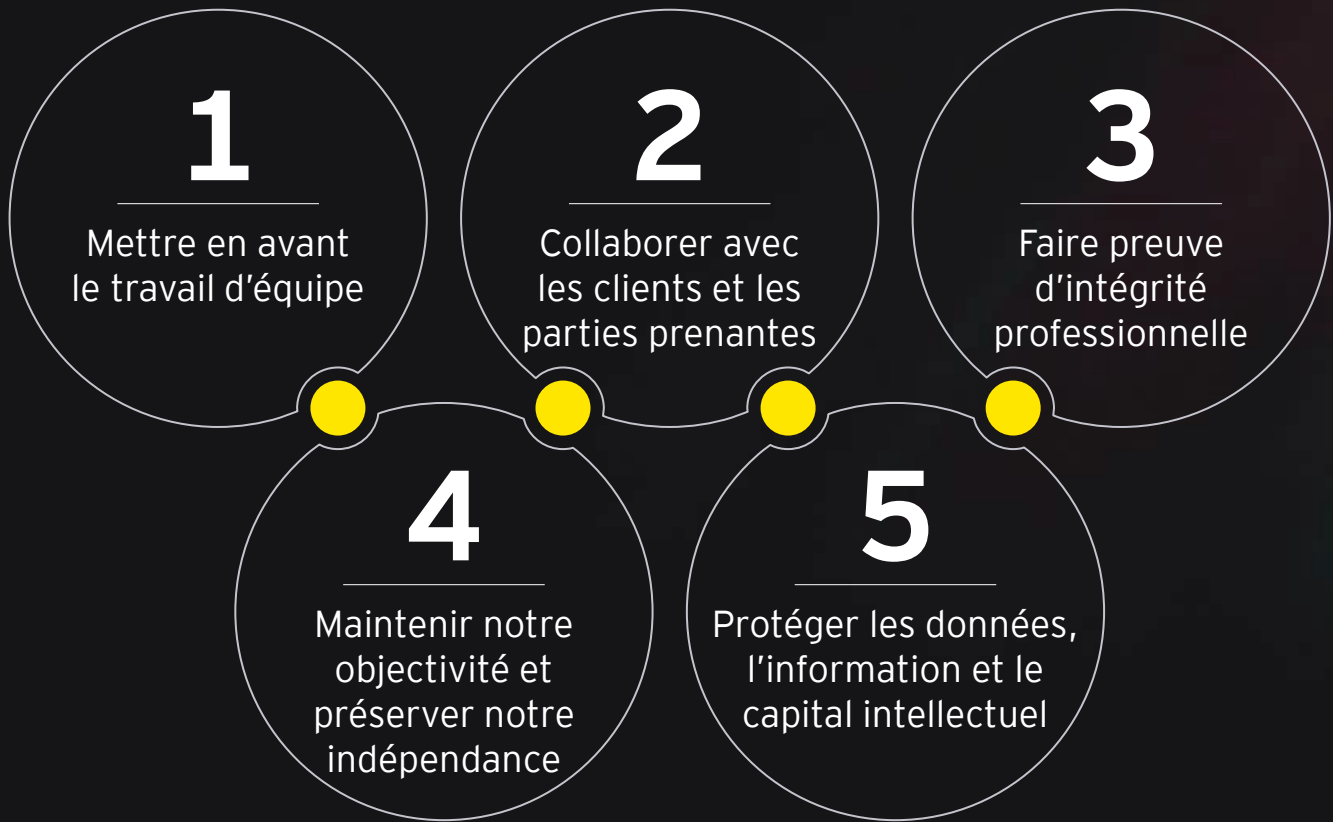 1
Mettre en avant
le travail d'équipe
2
Collaborer avec
les clients et les
parties prenantes
3
Faire preuve
d'intégrité
professionnelle
4
Maintenir notre
objectivité et
préserver notre
indépendance
5
Protéger les données,
l'information et le
capital intellectuel